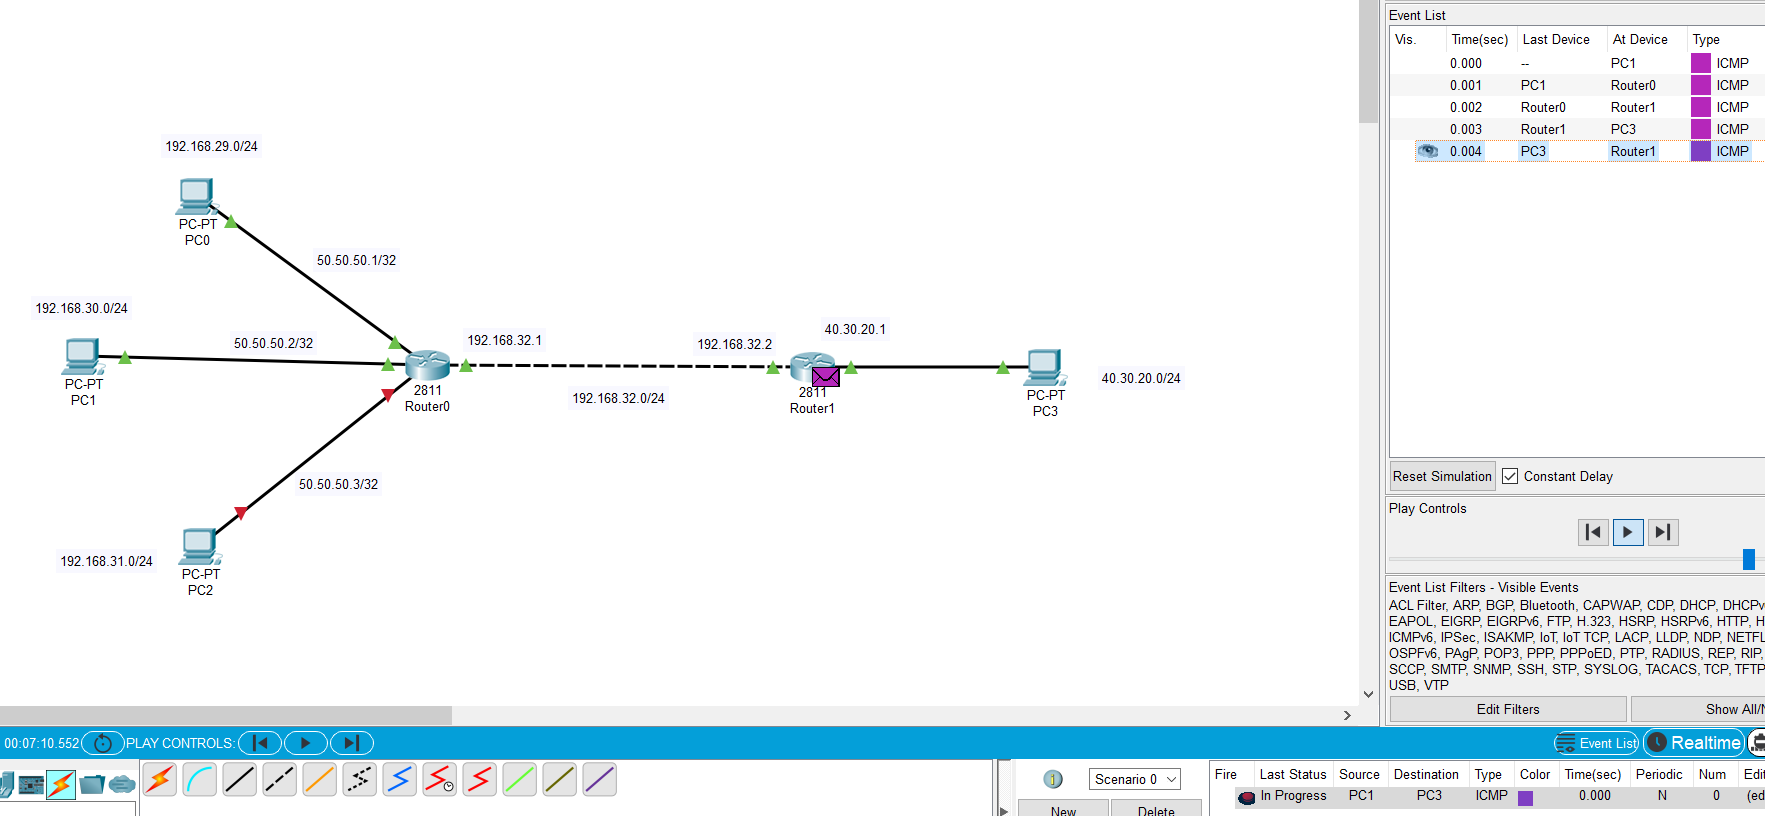 192.168.29.0/24
PC-PT
PC0
50.50.50.1/32
192.168.30.0/24
50.50.50.2/32
PC-PT
PC1
192.168.32.1
2811
Router0
192.168.32.0/24
192.168.32.2
40.30.20.1
2811
Router1
PC-PT
PC3
40.30.20.0/24
50.50.50.3/32
192.168.31.0/24
PC-PT
PC2
Event List
Vis. Time(sec) Last Device At Device Type
0.000 -- PC1 ICMP
0.001 PC1 Router0 ICMP
0.002 Router0 Router1 ICMP
0.003 Router1 PC3 ICMP
0.004 PC3 Router1 ICMP
Reset Simulation Constant Delay
Play Controls
Event List Filters - Visible Events
ACL Filter, ARP, BGP, Bluetooth, CAPWAP, CDP, DHCP, DHCPv
EAPOL, EIGRP, EIGRPv6, FTP, H.323, HSRP, HSRPv6, HTTP, H
ICMPv6, IPSec, ISAKMP, IoT, IoT TCP, LACP, LLDP, NDP, NETFL
OSPFv6, PAgP, POP3, PPP, PPPoED, PTP, RADIUS, REP, RIP,
SCCP, SMTP, SNMP, SSH, STP, SYSLOG, TACACS, TCP, TFTP
USB, VTP
Edit Filters Show All/
00:07:10.552 PLAY CONTROLS: Event List Realtime
Scenario 0
New Delete
Fire Last Status Source Destination Type Color Time(sec) Periodic Num Edi
In Progress PC1 PC3 ICMP 0.000 N 0 (ed